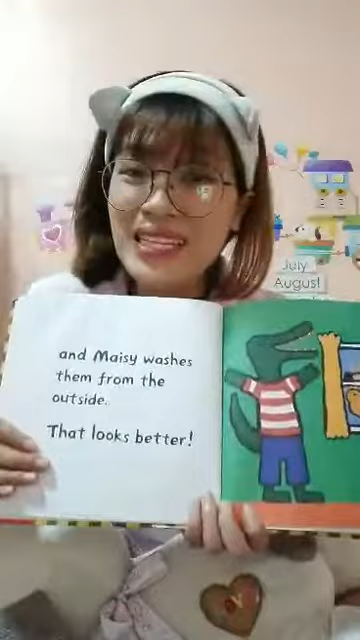 July
August
and Maisy washes
them from the
outside.
That looks better!